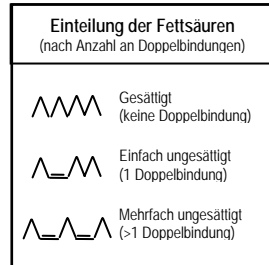 Einteilung der Fettsäuren
(nach Anzahl an Doppelbindungen)
Gesättigt
(keine Doppelbindung)
Einfach ungesättigt
(1 Doppelbindung)
Mehrfach ungesättigt
(>1 Doppelbindung)